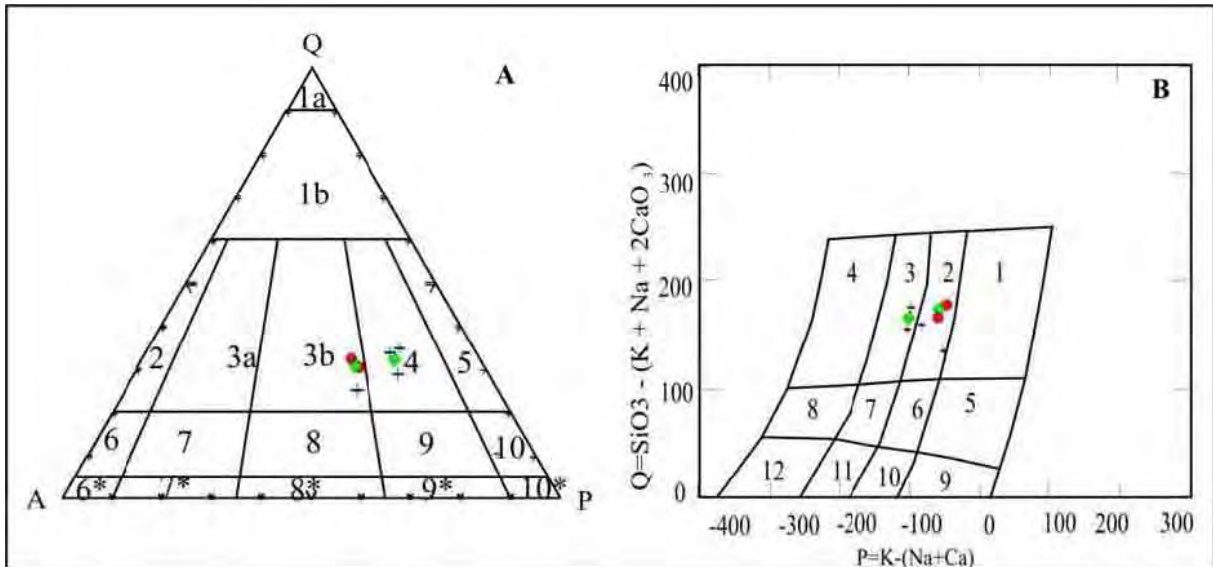 Q
A
1a
1b
2 3a 3b 4 5
6 7 8 9 10
6* 7* 8* 9* 10*
A P
B
Q=SiO3 - (K + Na + 2CaO3)
400
300
200
100
0
4 3 2 1
8 7 6 5
12 11 10 9
-400 -300 -200 -100 0 100 200 300
P=K-(Na+Ca)